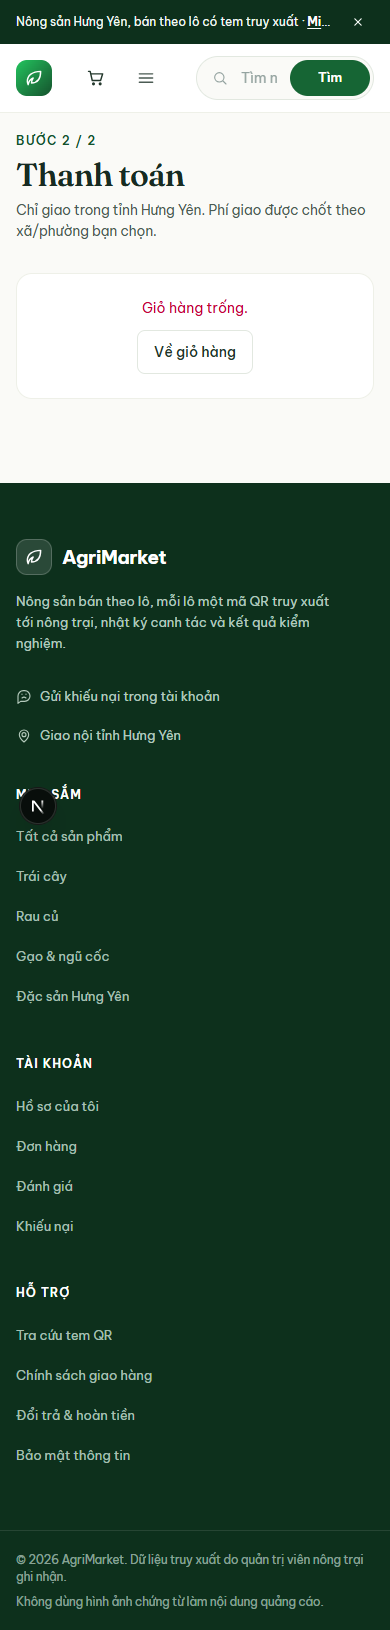 Nông sản Hưng Yên, bán theo lô có tem truy xuất · Mi...
Tìm n
Tìm
BƯỚC 2 / 2
Thanh toán
Chỉ giao trong tỉnh Hưng Yên. Phí giao được chốt theo
xã/phường bạn chọn.
Giỏ hàng trống.
Về giỏ hàng
AgriMarket
Nông sản bán theo lô, mỗi lô một mã QR truy xuất
tới nông trại, nhật ký canh tác và kết quả kiểm
nghiệm.
Gửi khiếu nại trong tài khoản
Giao nội tỉnh Hưng Yên
SẮM
Tất cả sản phẩm
Trái cây
Rau củ
Gạo & ngũ cốc
Đặc sản Hưng Yên
TÀI KHOẢN
Hồ sơ của tôi
Đơn hàng
Đánh giá
Khiếu nại
HỖ TRỢ
Tra cứu tem QR
Chính sách giao hàng
Đổi trả & hoàn tiền
Bảo mật thông tin
© 2026 AgriMarket. Dữ liệu truy xuất do quản trị viên nông trại
ghi nhận.
Không dùng hình ảnh chứng từ làm nội dung quảng cáo.